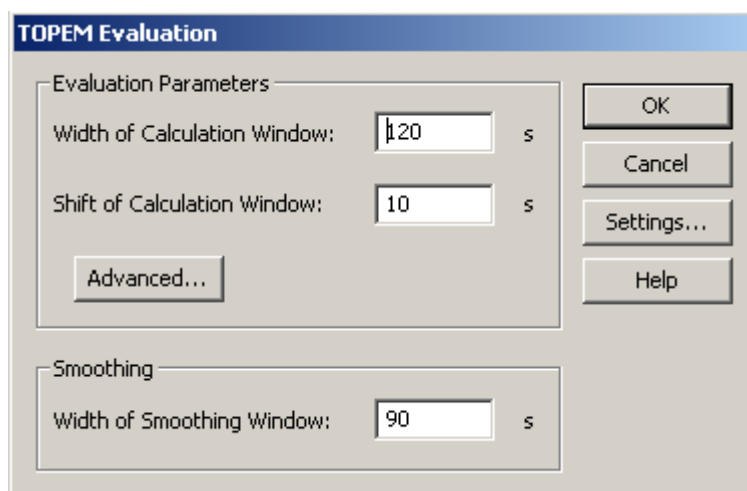 TOPEM Evaluation
Evaluation Parameters
Width of Calculation Window: 120 s
Shift of Calculation Window: 10 s
Advanced...
OK
Cancel
Settings...
Help
Smoothing
Width of Smoothing Window: 90 s